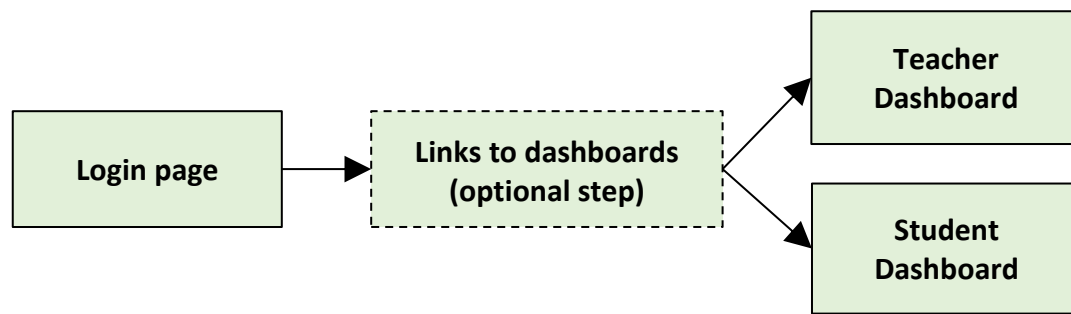 Login page
Links to dashboards
(optional step)
Teacher
Dashboard
Student
Dashboard